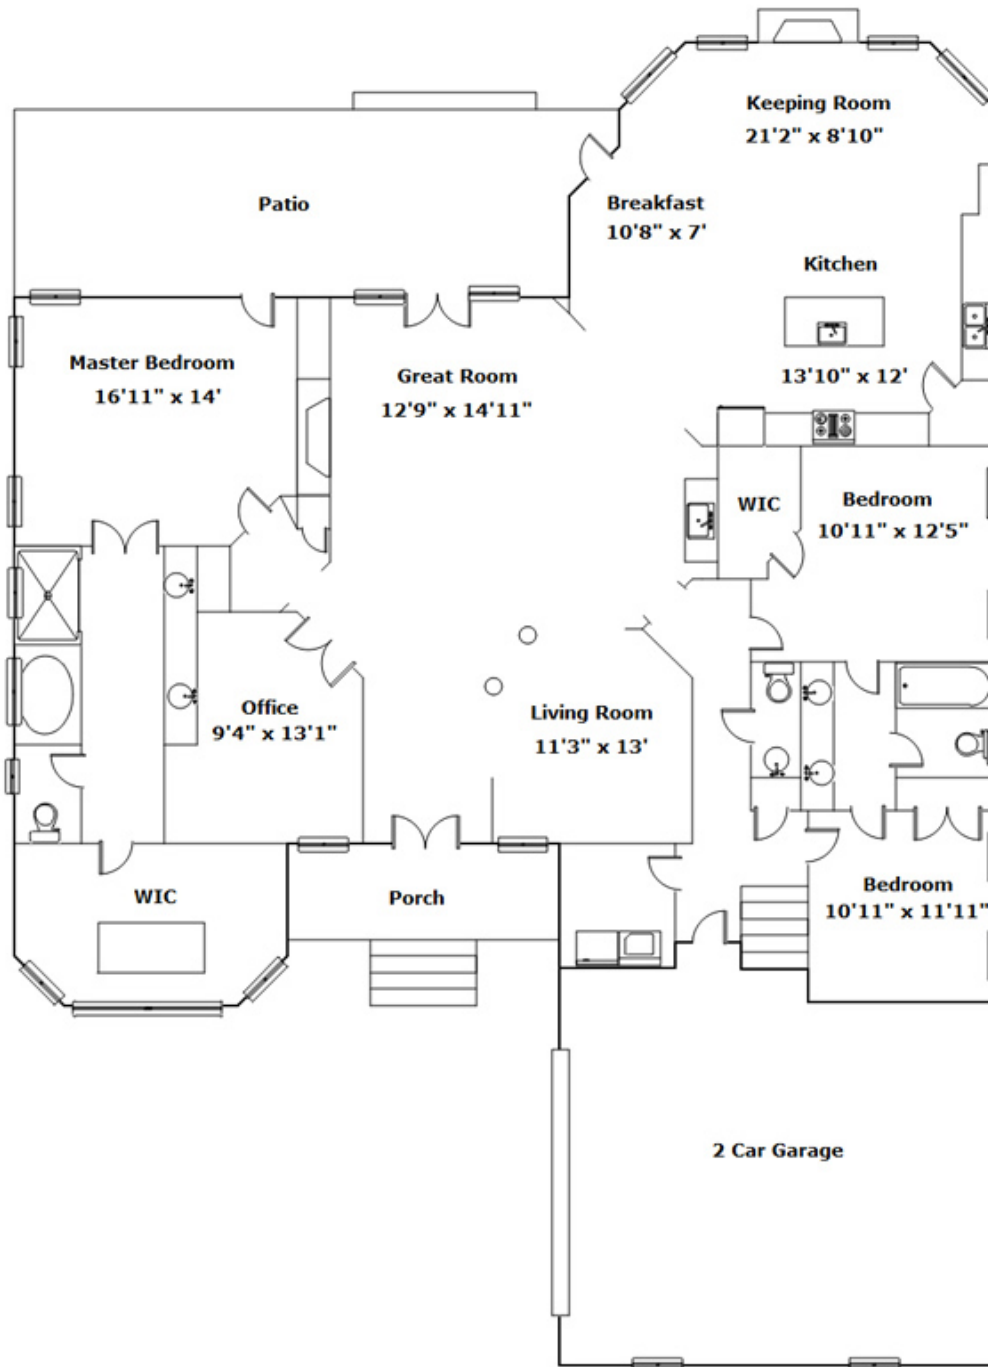 Keeping Room
21'2" x 8'10"
Patio
Breakfast
10'8" x 7'
Kitchen
13'10" x 12'
Master Bedroom
16'11" x 14'
Great Room
12'9" x 14'11"
WIC
Bedroom
10'11" x 12'5"
Office
9'4" x 13'1"
Living Room
11'3" x 13'
WIC
Porch
Bedroom
10'11" x 11'11"
2 Car Garage